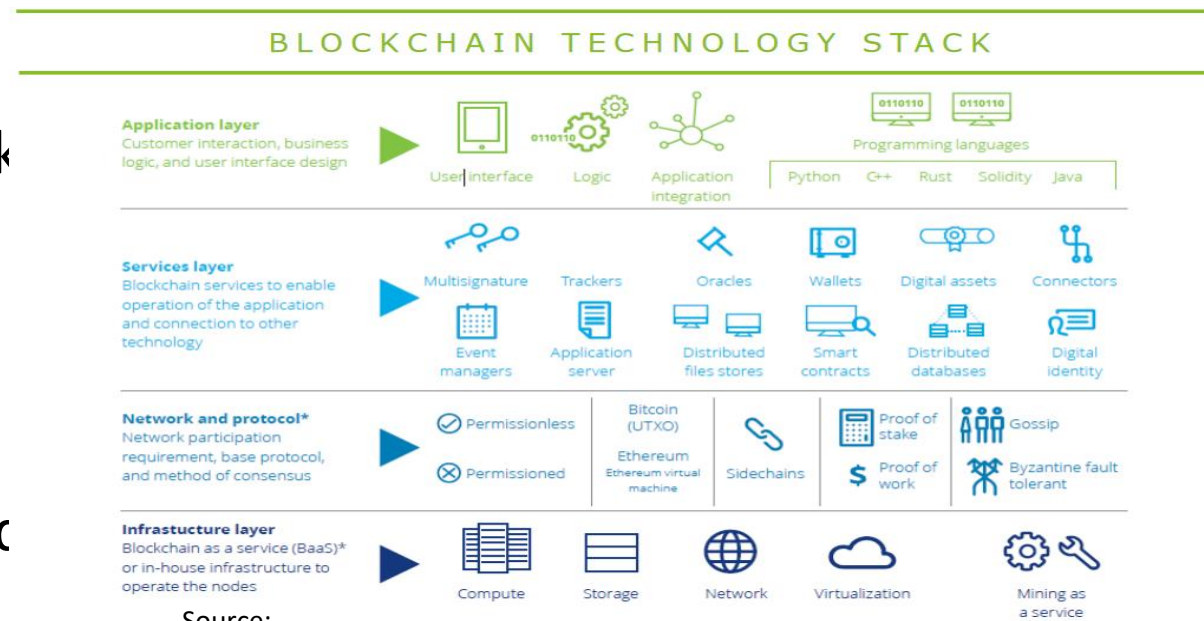 BLOCKCHAIN TECHNOLOGY STACK
Application layer
Customer interaction, business
logic, and user interface design
0110110
0110110
0110110
Programming languages
User interface
Logic
Application
integration
Python
C++
Rust
Solidity
Java
Services layer
Blockchain services to enable
operation of the application
and connection to other
technology
Multisignature
Trackers
Oracles
Wallets
Digital assets
Connectors
Event
managers
Application
server
Distributed
files stores
Smart
contracts
Distributed
databases
Digital
identity
Network and protocol*
Network participation
requirement, base protocol,
and method of consensus
Permissionless
Permissioned
Bitcoin
(UTXO)
Ethereum
Ethereum virtual
machine
Sidechains
Proof of
stake
$ Proof of
work
Gossip
Byzantine fault
tolerant
Infrastucture layer
Blockchain as a service (BaaS)*
or in-house infrastructure to
operate the nodes
Compute
Storage
Network
Virtualization
Mining as
a service
Source: